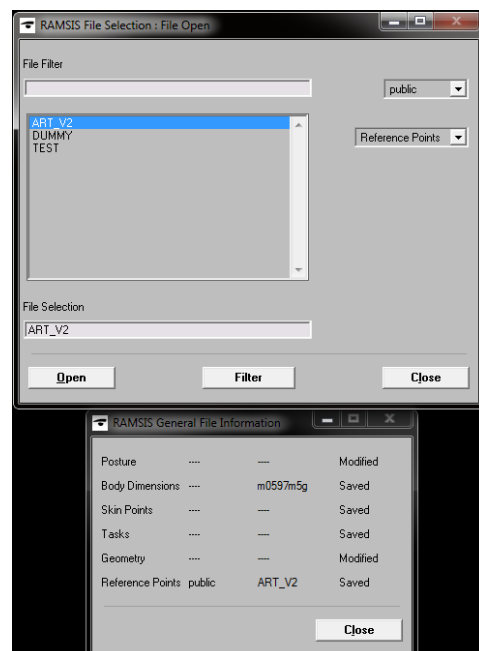 RAMSIS File Selection : File Open
File Filter
public
ART_V2
DUMMY
TEST
Reference Points
File Selection
ART_V2
Open Filter Close
RAMSIS General File Information
Posture ---- ---- Modified
Body Dimensions ---- m0597m5g Saved
Skin Points ---- ---- Saved
Tasks ---- ---- Saved
Geometry ---- ---- Modified
Reference Points public ART_V2 Saved
Close